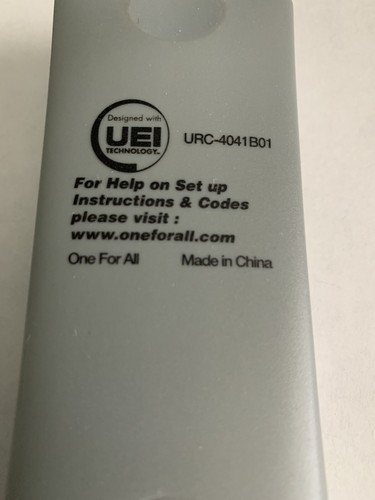 Designed with
UEI
TECHNOLOGY™
URC-4041B01
For Help on Set up
Instructions & Codes
please visit :
www.oneforall.com
One For All Made in China